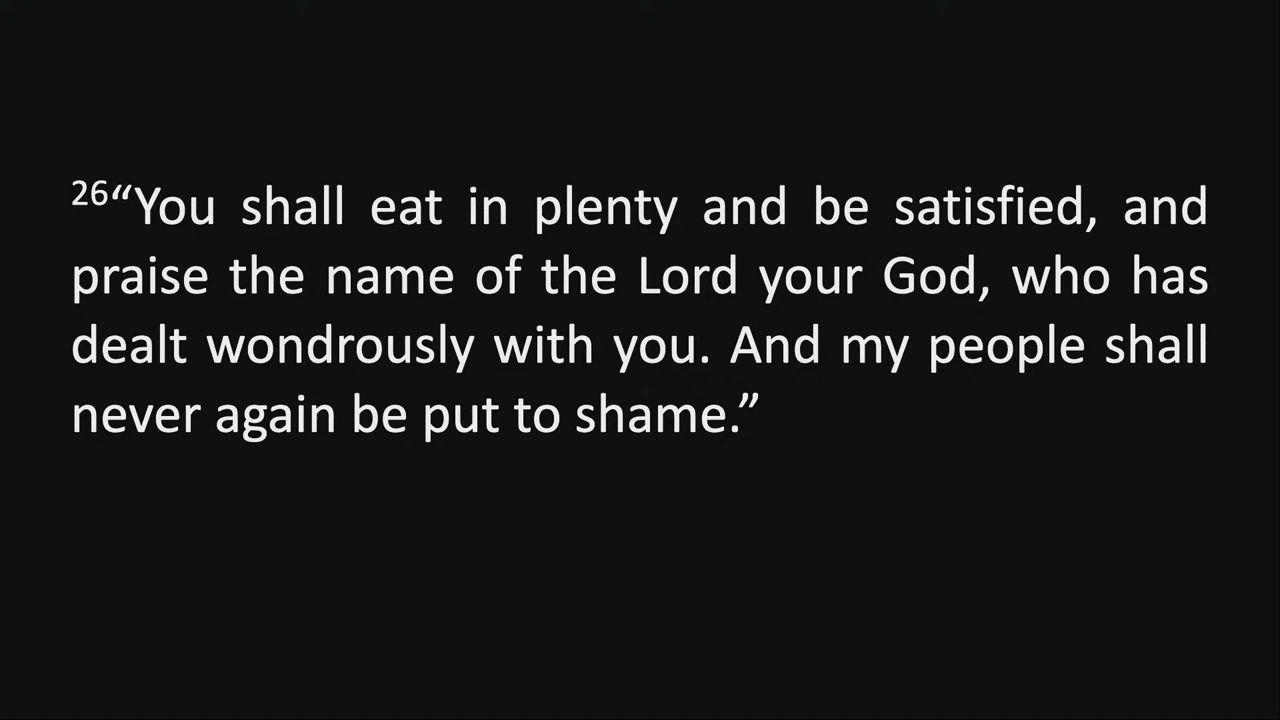 26“You shall eat in plenty and be satisfied, and
praise the name of the Lord your God, who has
dealt wondrously with you. And my people shall
never again be put to shame.”